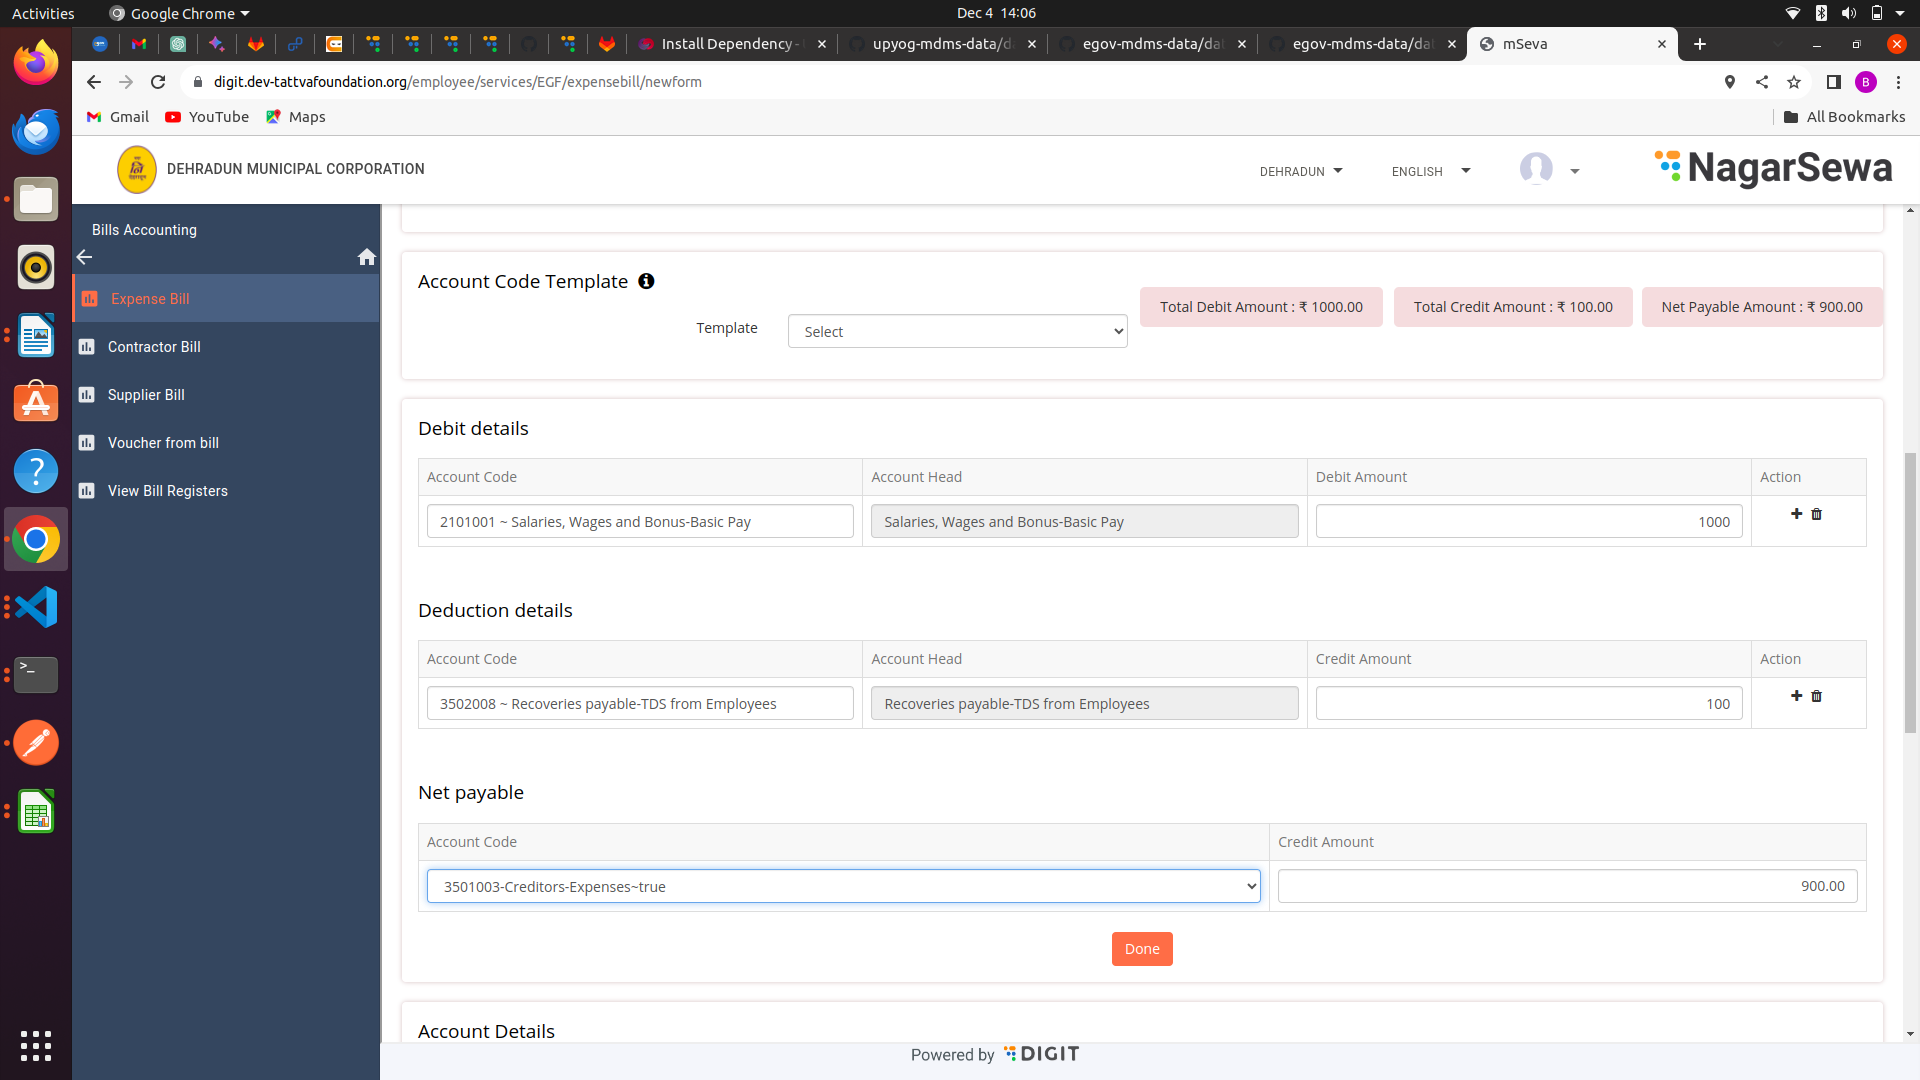 Activities
Google Chrome
Dec 4 14:06
Install Dependency -
upyog-mdms-data/d
egov-mdms-data/da
egov-mdms-data/da
mSeva
digit.dev-tattvafoundation.org/employee/services/EGF/expensebill/newform
B
Gmail
YouTube
Maps
All Bookmarks
DEHRADUN MUNICIPAL CORPORATION
DEHRADUN
ENGLISH
NagarSewa
Bills Accounting
Expense Bill
Contractor Bill
Supplier Bill
Voucher from bill
View Bill Registers
Account Code Template
Total Debit Amount : ₹ 1000.00
Total Credit Amount : ₹ 100.00
Net Payable Amount : ₹ 900.00
Template
Select
Debit details
Account Code
Account Head
Debit Amount
Action
2101001 ~ Salaries, Wages and Bonus-Basic Pay
Salaries, Wages and Bonus-Basic Pay
1000
Deduction details
Account Code
Account Head
Credit Amount
Action
3502008 ~ Recoveries payable-TDS from Employees
Recoveries payable-TDS from Employees
100
Net payable
Account Code
Credit Amount
3501003-Creditors-Expenses~true
900.00
Done
Account Details
Powered by DIGIT